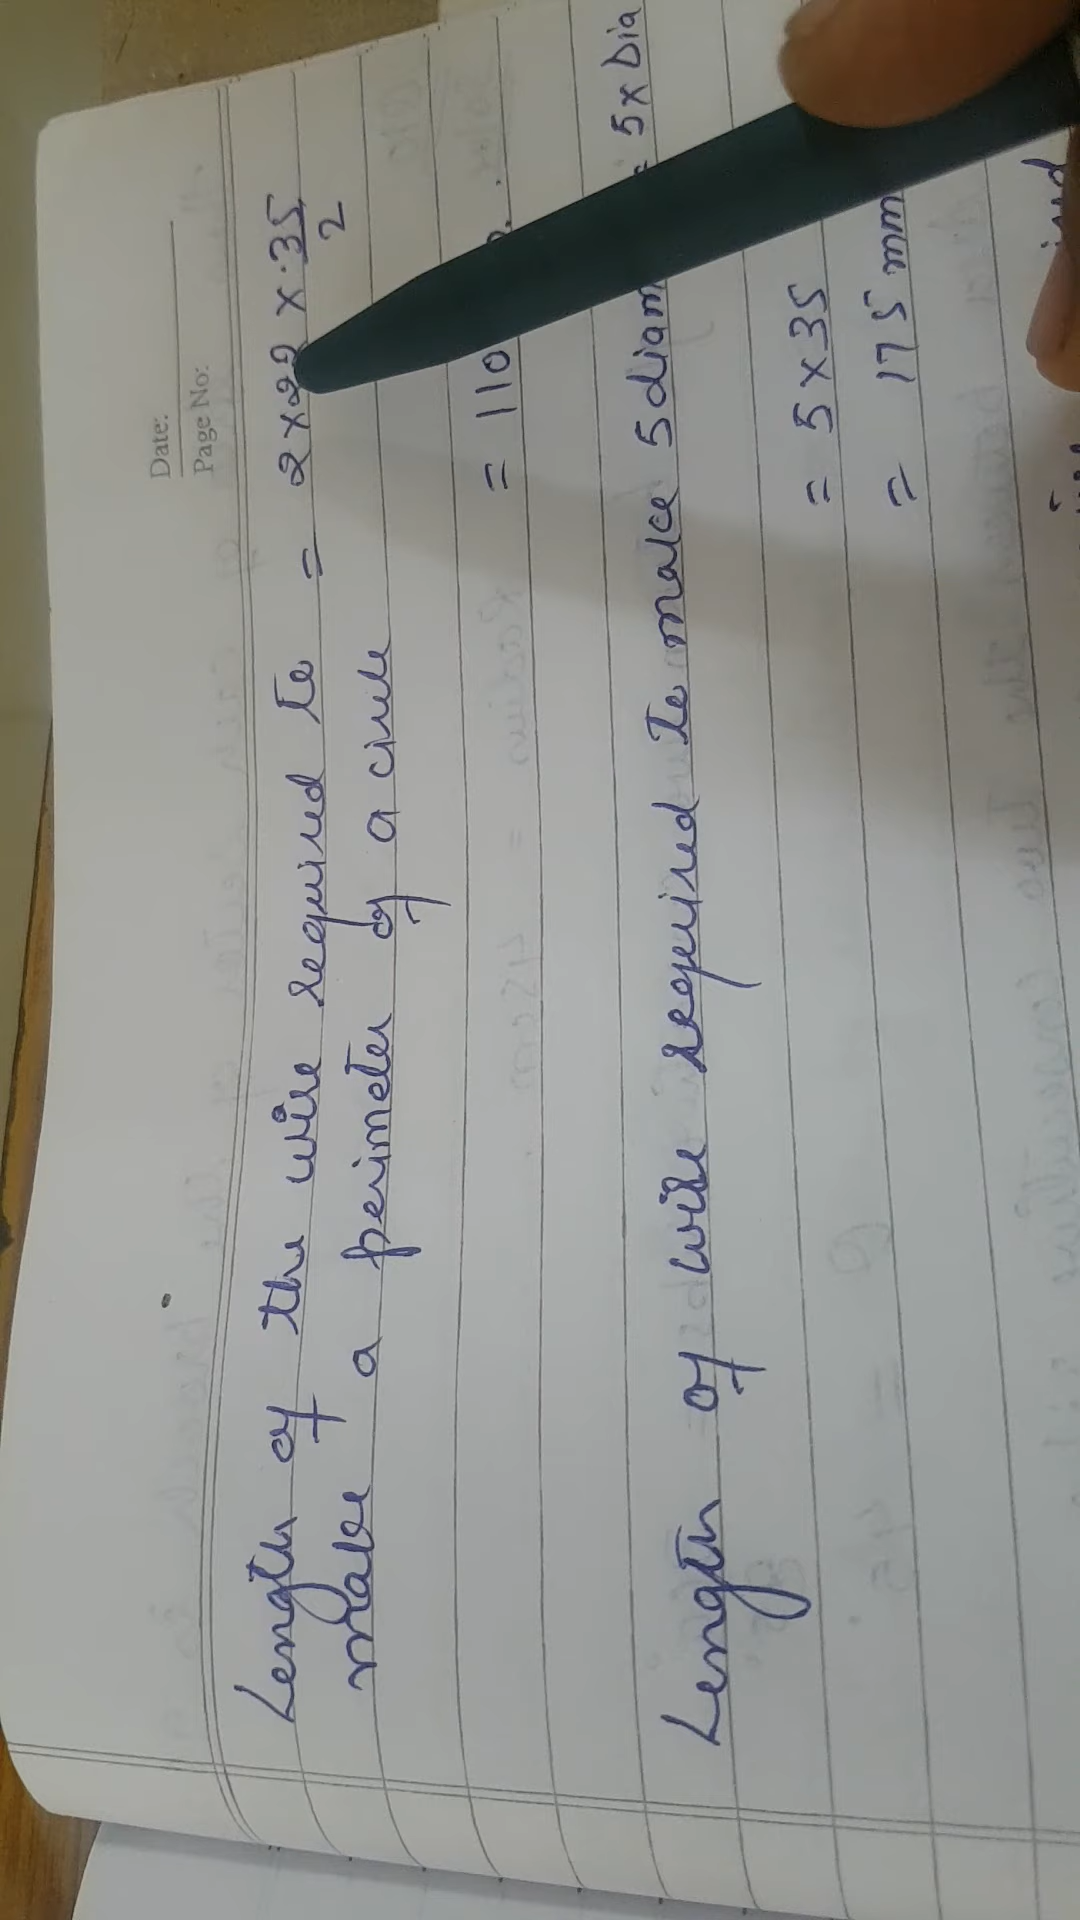 Date:
Page No:
Length of the wire required to = 2 x 22 x 35
2
make a perimeter of a circle
= 110
Length of wire required to make 5 diam = 5 x Dia
= 5 x 35
= 175 mm